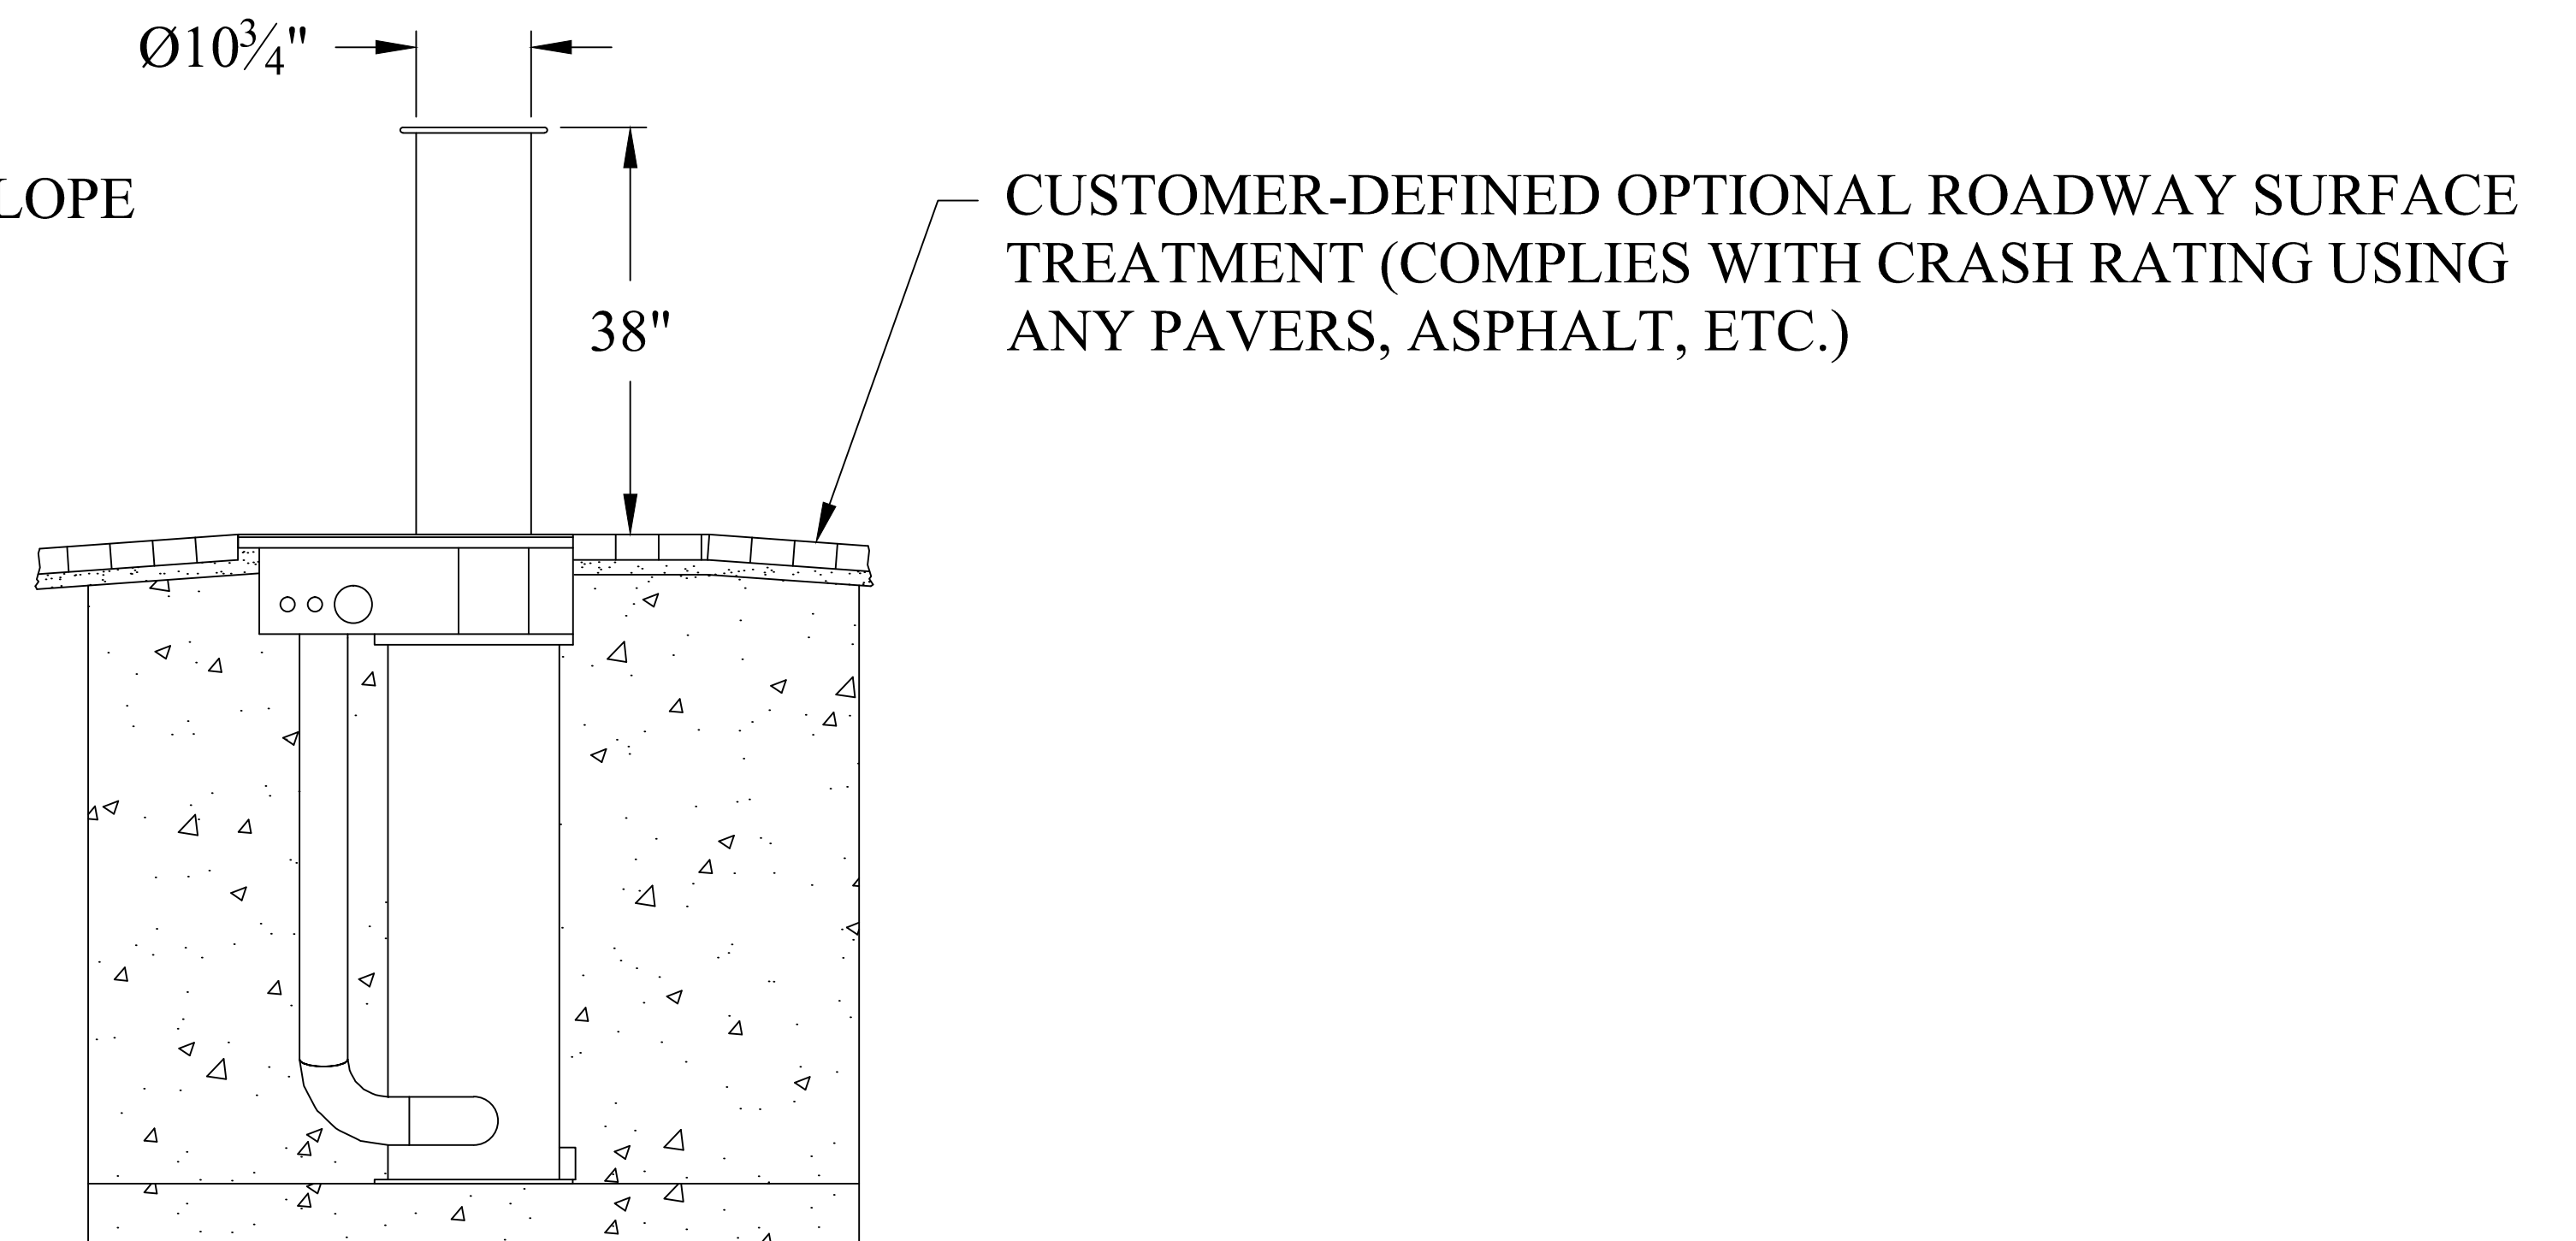 Ø10¾"
LOPE
CUSTOMER-DEFINED OPTIONAL ROADWAY SURFACE
TREATMENT (COMPLIES WITH CRASH RATING USING
ANY PAVERS, ASPHALT, ETC.)
38"